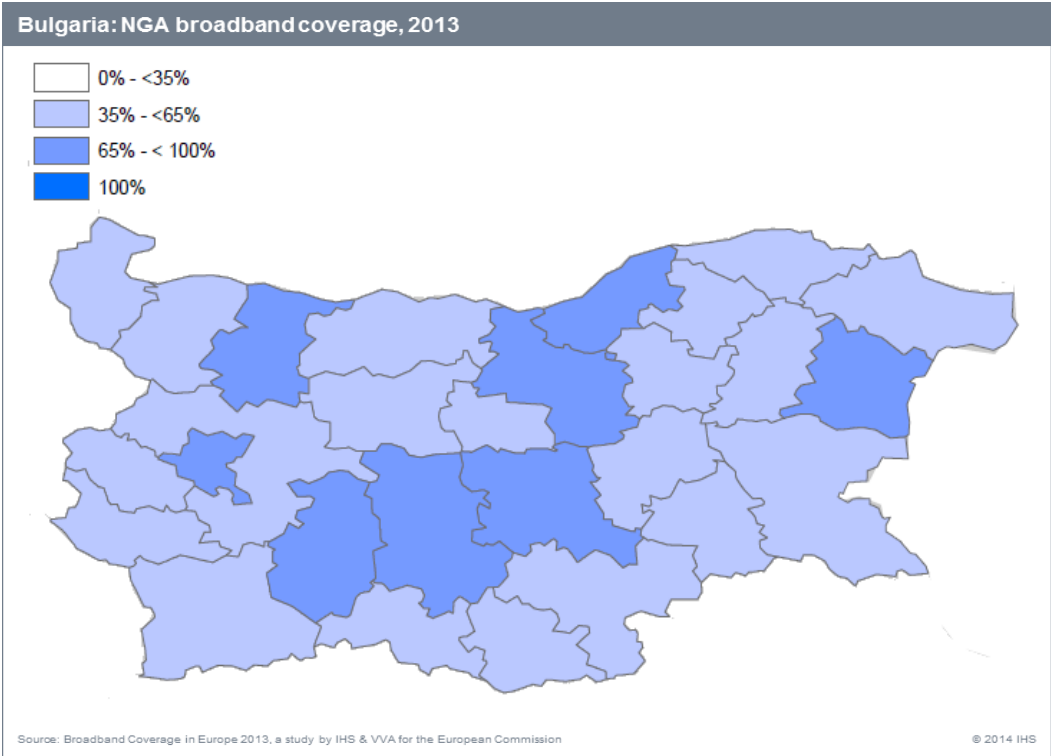 Bulgaria: NGA broadband coverage, 2013
0% - <35%
35% - <65%
65% - < 100%
100%
Source: Broadband Coverage in Europe 2013, a study by IHS & VVA for the European Commission
© 2014 IHS